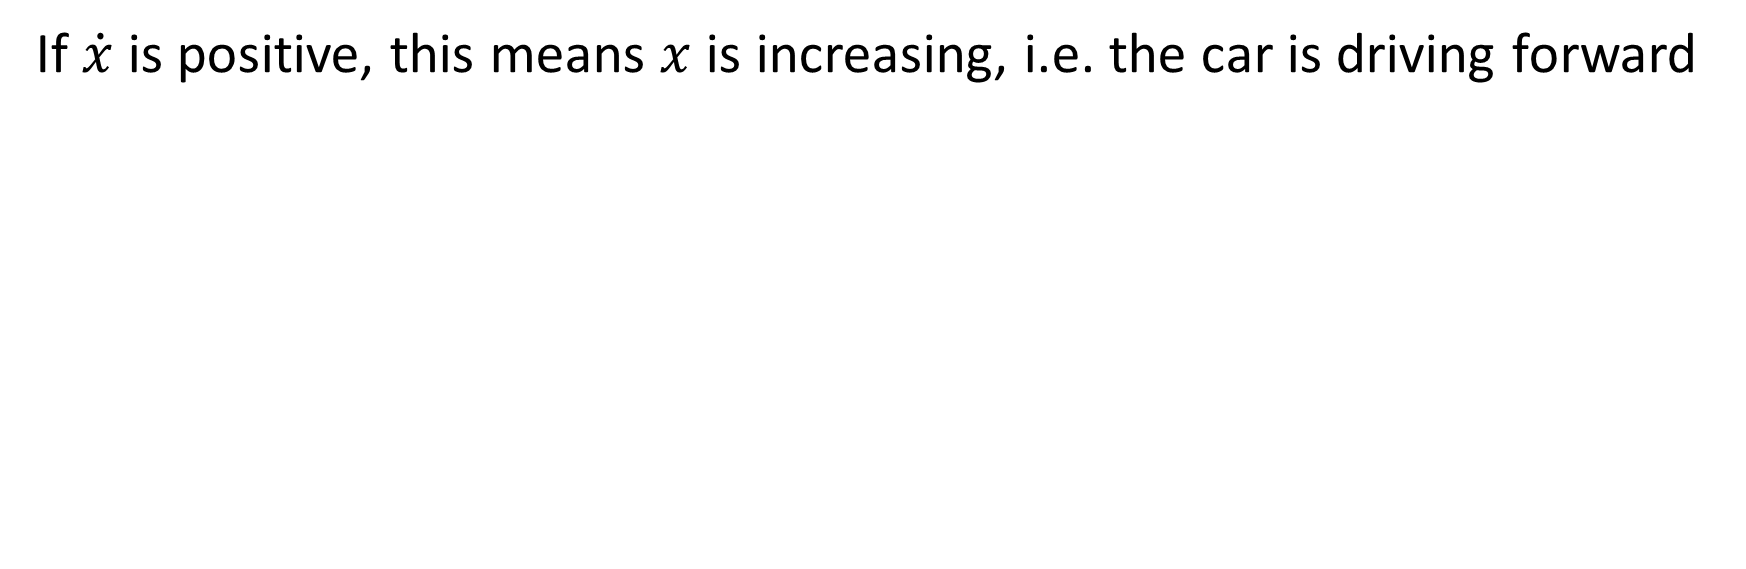 If ẋ is positive, this means x is increasing, i.e. the car is driving forward